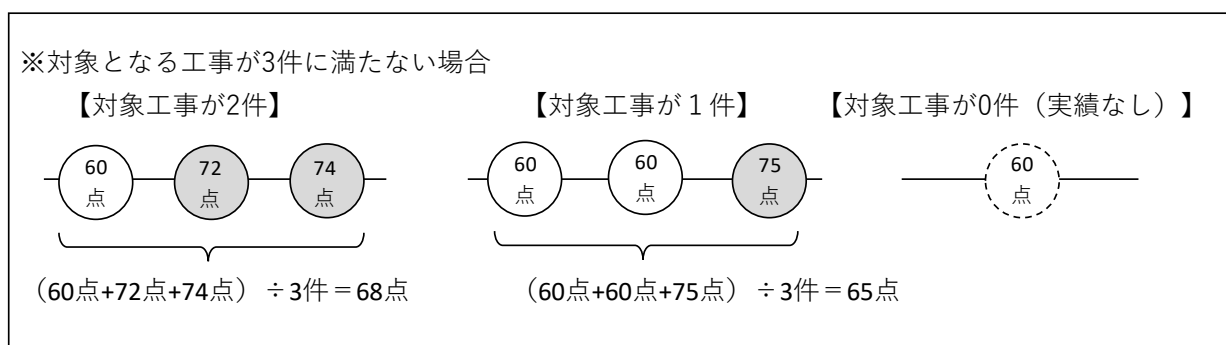 ※対象となる工事が3件に満たない場合
【対象工事が2件】
【対象工事が１件】
【対象工事が0件（実績なし）】
60
点
72
点
74
点
60
点
60
点
75
点
60
点
（60点+72点+74点）÷3件＝68点
（60点+60点+75点）÷3件＝65点